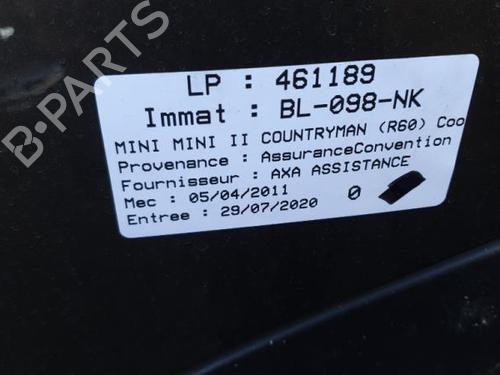 B-PARTS
LP : 461189
Immat : BL-098-NK
MINI MINI II COUNTRYMAN (R60) Coo
Provenance : AssuranceConvention
Fournisseur : AXA ASSISTANCE
Mec : 05/04/2011
Entree : 29/07/2020 0